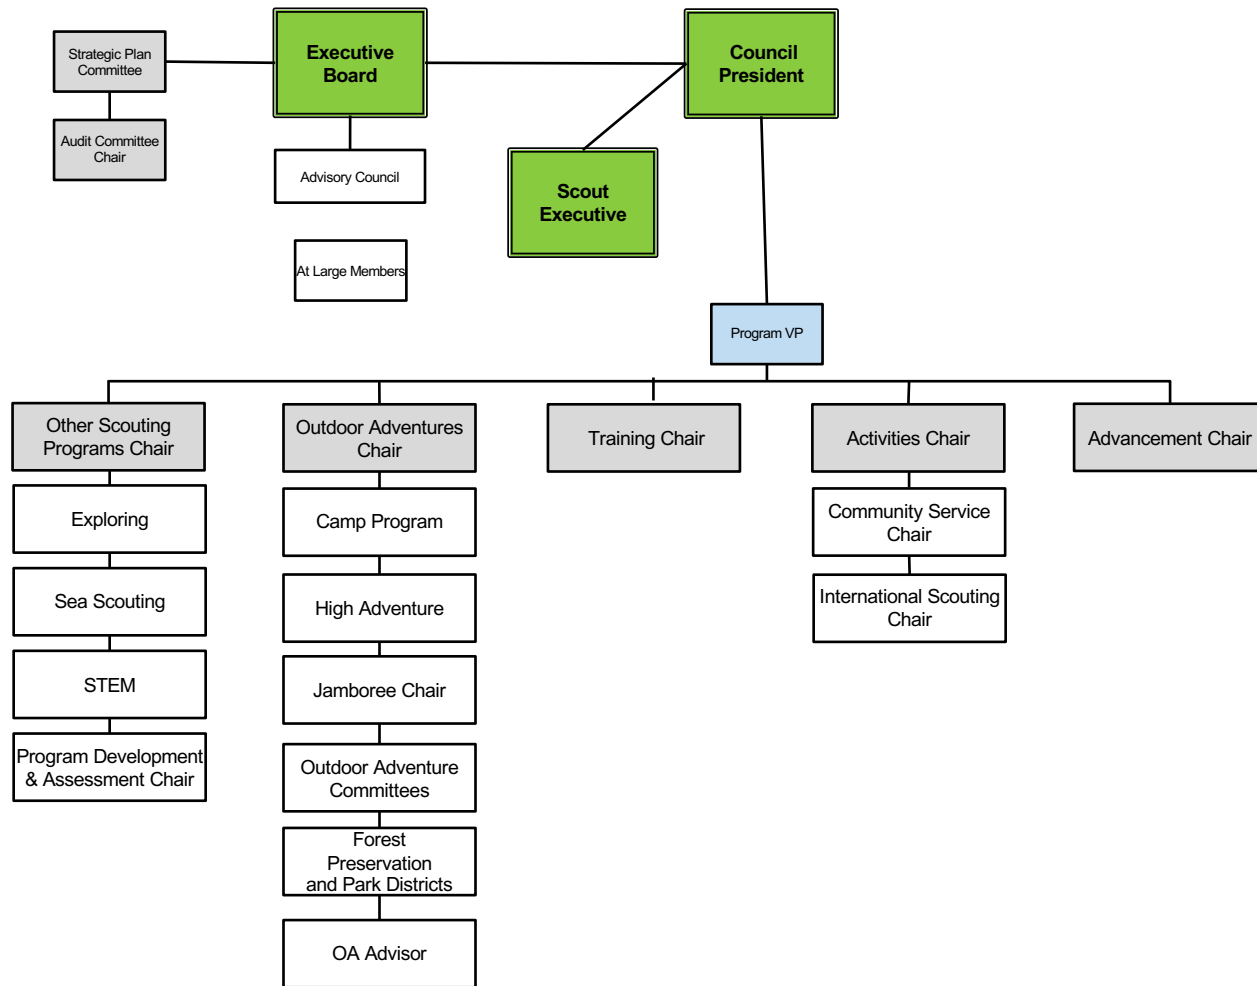 Strategic Plan
Committee
Executive
Board
Council
President
Audit Committee
Chair
Advisory Council
Scout
Executive
At Large Members
Program VP
Other Scouting
Programs Chair
Outdoor Adventures
Chair
Training Chair
Activities Chair
Advancement Chair
Exploring
Camp Program
Community Service
Chair
Sea Scouting
High Adventure
International Scouting
Chair
STEM
Jamboree Chair
Program Development
& Assessment Chair
Outdoor Adventure
Committees
Forest
Preservation
and Park Districts
OA Advisor